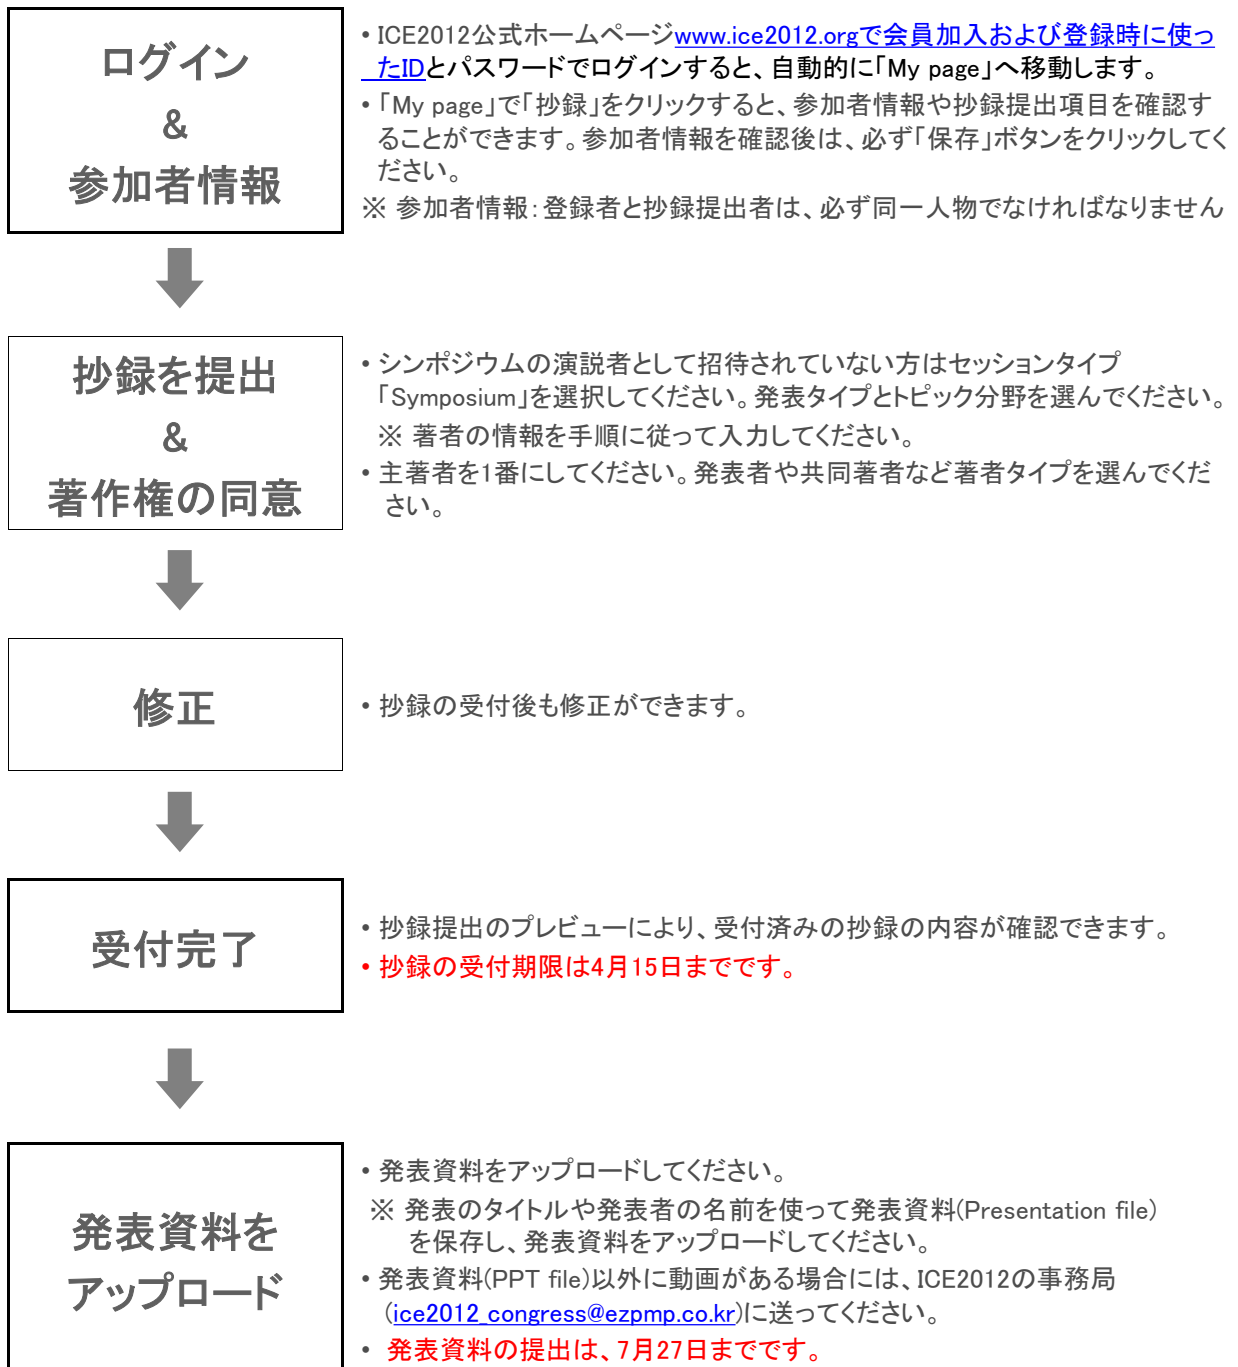 ログイン
&
参加者情報
• ICE2012公式ホームページwww.ice2012.orgで会員加入および登録時に使っ
たIDとパスワードでログインすると、自動的に「My page」へ移動します。
• 「My page」で「抄録」をクリックすると、参加者情報や抄録提出項目を確認す
ることができます。参加者情報を確認後は、必ず「保存」ボタンをクリックしてく
ださい。
※ 参加者情報：登録者と抄録提出者は、必ず同一人物でなければなりません
抄録を提出
&
著作権の同意
• シンポジウムの演説者として招待されていない方はセッションタイプ
「Symposium」を選択してください。発表タイプとトピック分野を選んでください。
※ 著者の情報を手順に従って入力してください。
• 主著者を1番にしてください。発表者や共同著者など著者タイプを選んでくだ
さい。
修正
• 抄録の受付後も修正ができます。
受付完了
• 抄録提出のプレビューにより、受付済みの抄録の内容が確認できます。
• 抄録の受付期限は4月15日までです。
発表資料を
アップロード
• 発表資料をアップロードしてください。
※ 発表のタイトルや発表者の名前を使って発表資料(Presentation file)
を保存し、発表資料をアップロードしてください。
• 発表資料(PPT file)以外に動画がある場合には、ICE2012の事務局
(ice2012_congress@ezpmp.co.kr)に送ってください。
• 発表資料の提出は、7月27日までです。